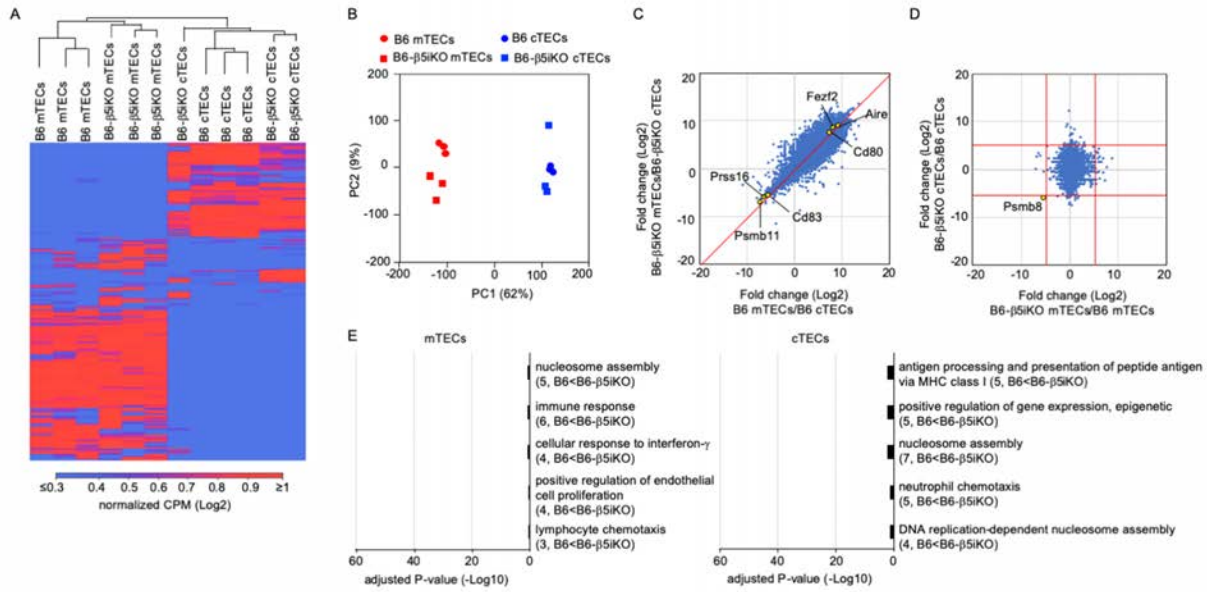 A
B6 mTECs
B6 mTECs
B6 mTECs
B6-β5iKO mTECs
B6-β5iKO mTECs
B6-β5iKO mTECs
B6-β5iKO cTECs
B6 cTECs
B6 cTECs
B6 cTECs
B6-β5iKO cTECs
B6-β5iKO cTECs
≤0.3 0.4 0.6 0.7 0.8 0.9 ≥1
normalized CPM (Log2)
B
B6 mTECs
B6 cTECs
B6-β5iKO mTECs
B6-β5iKO cTECs
200
100
0
-100
-200
PC2 (9%)
-200 -100 0 100 200
PC1 (62%)
C
Fold change (Log2)
B6-β5iKO mTECs/B6-β5iKO cTECs
20
10
0
-10
-20
Fezf2
Aire
Cd80
Prss16
Cd83
Psmb11
-20 -10 0 10 20
Fold change (Log2)
B6 mTECs/B6 cTECs
D
Fold change (Log2)
B6-β5iKO cTECs/B6 cTECs
20
10
0
-10
-20
Psmb8
-20 -10 0 10 20
Fold change (Log2)
B6-β5iKO mTECs/B6 mTECs
E
mTECs
nucleosome assembly
(5, B6<B6-β5iKO)
immune response
(6, B6<B6-β5iKO)
cellular response to interferon-γ
(4, B6<B6-β5iKO)
positive regulation of endothelial
cell proliferation
(4, B6<B6-β5iKO)
lymphocyte chemotaxis
(3, B6<B6-β5iKO)
60 40 20 0
adjusted P-value (-Log10)
cTECs
antigen processing and presentation of peptide antigen
via MHC class I (5, B6<B6-β5iKO)
positive regulation of gene expression, epigenetic
(5, B6<B6-β5iKO)
nucleosome assembly
(7, B6<B6-β5iKO)
neutrophil chemotaxis
(5, B6<B6-β5iKO)
DNA replication-dependent nucleosome assembly
(4, B6<B6-β5iKO)
60 40 20 0
adjusted P-value (-Log10)